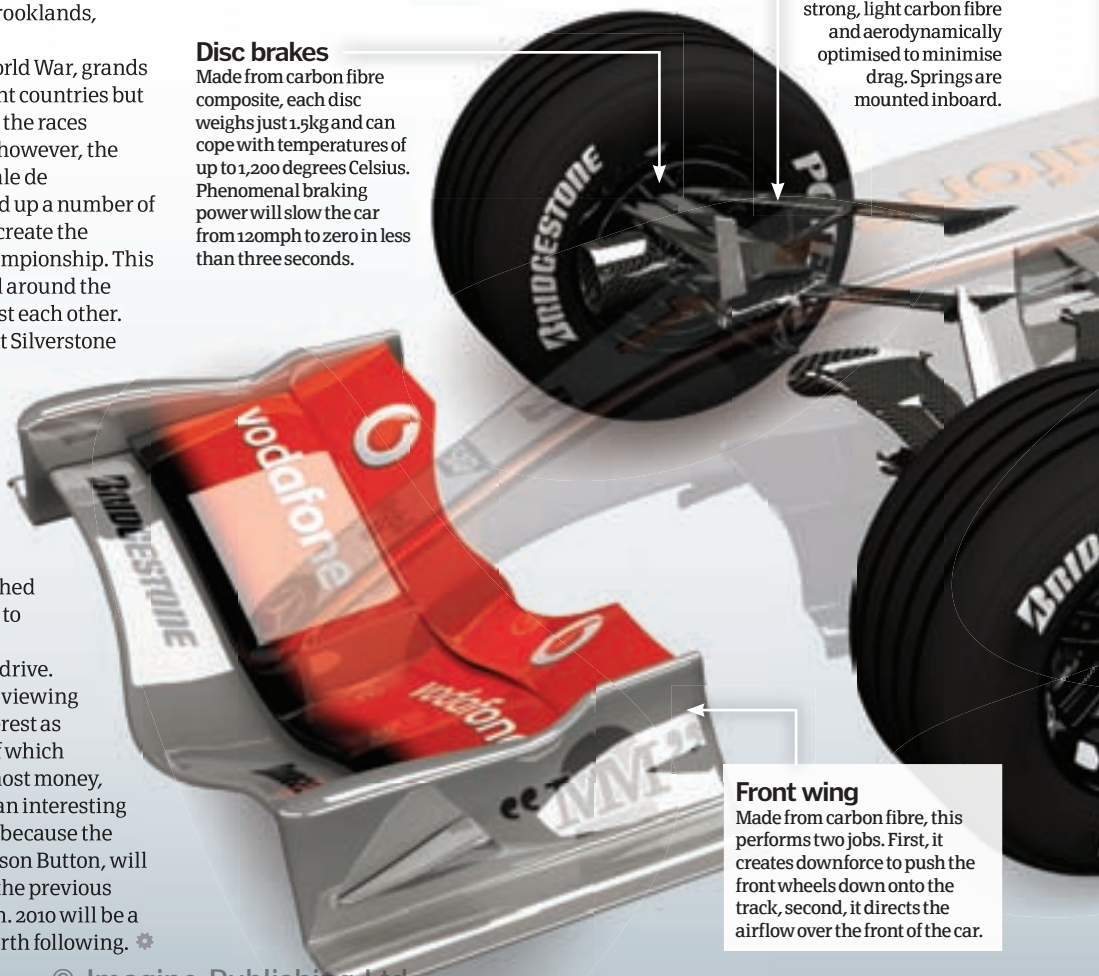 rooklands,
orld War, grands
nt countries but
the races
however, the
ale de
d up a number of
create the
mpionship. This
d around the
st each other.
t Silverstone
hed
to
drive.
viewing
erest as
f which
most money,
an interesting
because the
son Button, will
the previous
n. 2010 will be a
rth following.
Disc brakes
Made from carbon fibre
composite, each disc
weighs just 1.5kg and can
cope with temperatures of
up to 1,200 degrees Celsius.
Phenomenal braking
power will slow the car
from 120mph to zero in less
than three seconds.
strong, light carbon fibre
and aerodynamically
optimised to minimise
drag. Springs are
mounted inboard.
BRIDGESTONE
vodafone
BRIDGESTONE
vodafone
BRID
Front wing
Made from carbon fibre, this
performs two jobs. First, it
creates downforce to push the
front wheels down onto the
track, second, it directs the
airflow over the front of the car.
© Imagine Publishing Ltd